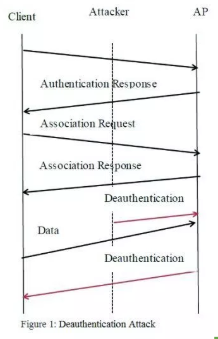 Client Attacker AP
Authentication Response
Association Request
Association Response
Deauthentication
Data
Deauthentication
Figure 1: Deauthentication Attack